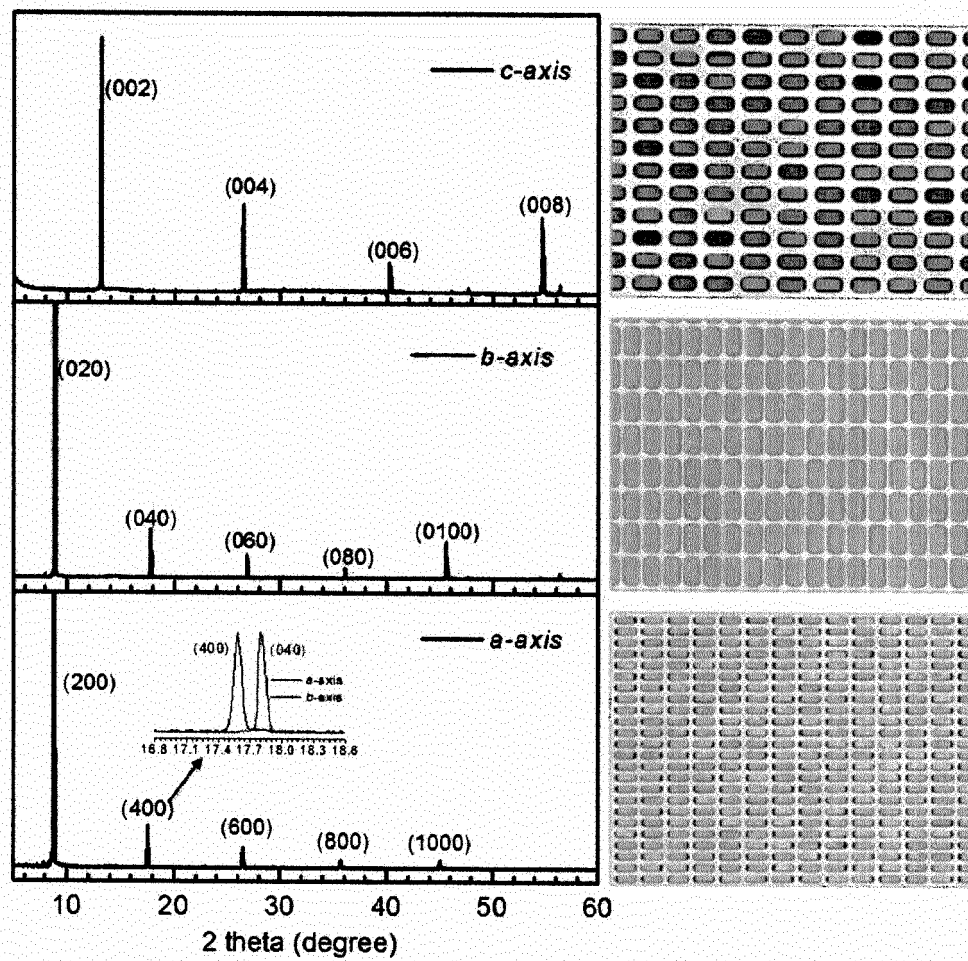 c-axis
(002)
(004)
(006)
(008)
b-axis
(020)
(040)
(060)
(080)
(0100)
a-axis
(200)
(400) (040)
a-axis
b-axis
16.8 17.1 17.4 17.7 18.0 18.3 18.6
(400)
(600)
(800)
(1000)
10 20 30 40 50 60
2 theta (degree)